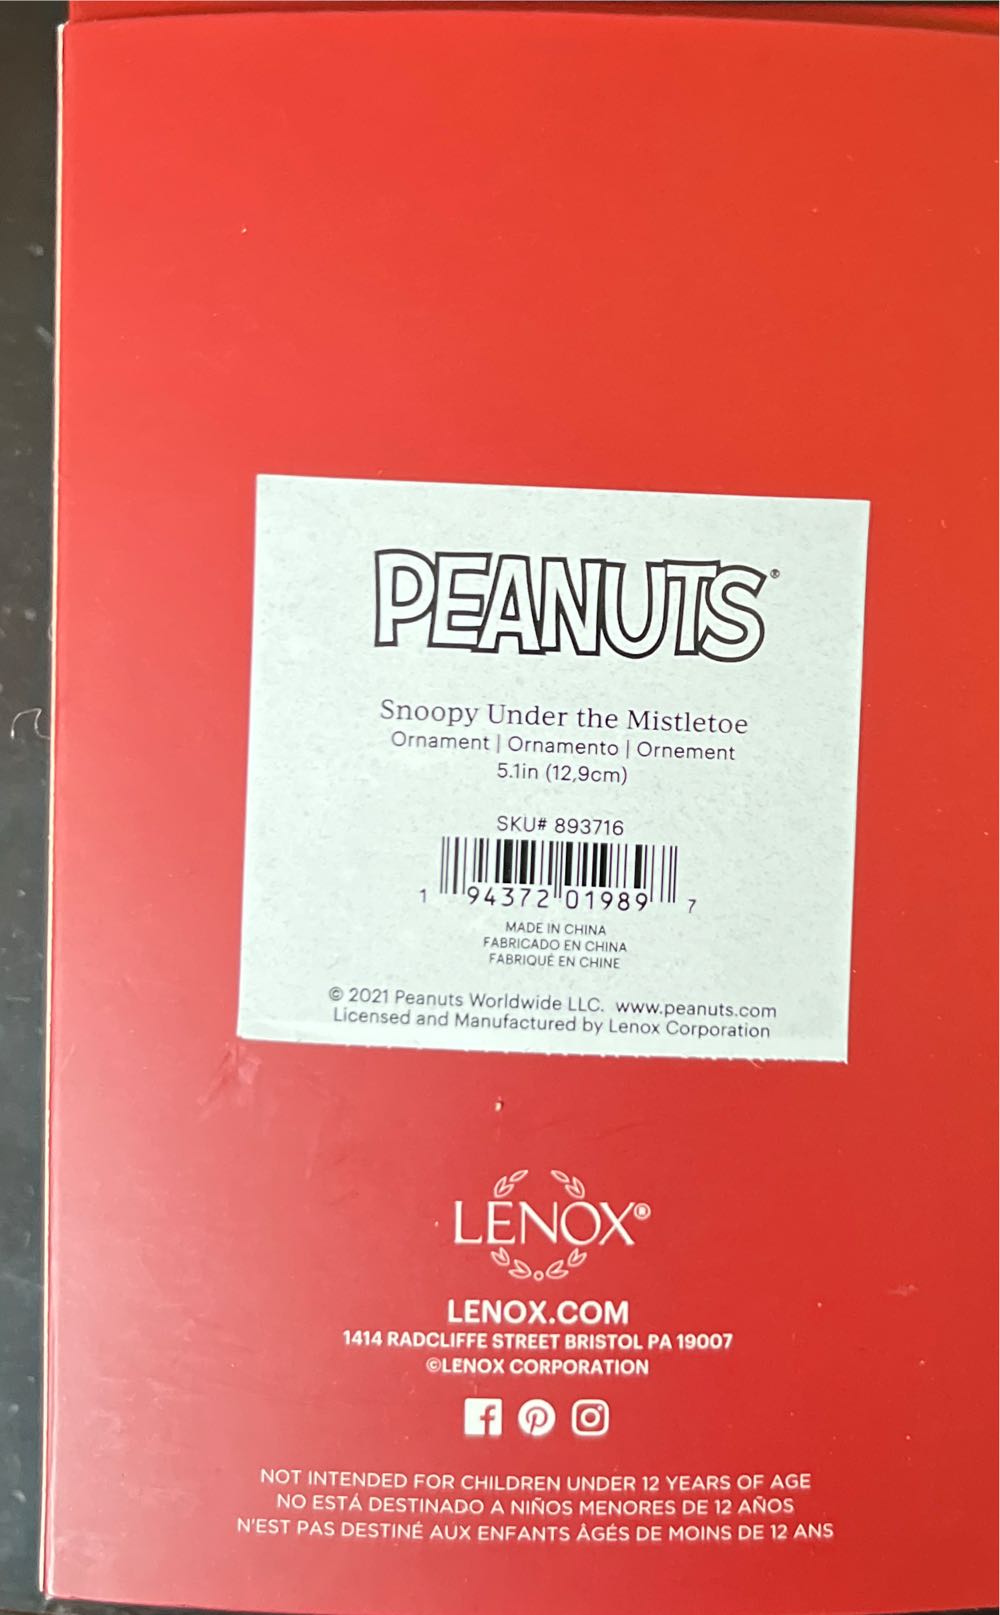 PEANUTS®
Snoopy Under the Mistletoe
Ornament | Ornamento | Ornement
5.1in (12,9cm)
SKU# 893716
1 94372 01989 7
MADE IN CHINA
FABRICADO EN CHINA
FABRIQUÉ EN CHINE
© 2021 Peanuts Worldwide LLC. www.peanuts.com
Licensed and Manufactured by Lenox Corporation
LENOX®
LENOX.COM
1414 RADCLIFFE STREET BRISTOL PA 19007
©LENOX CORPORATION
NOT INTENDED FOR CHILDREN UNDER 12 YEARS OF AGE
NO ESTÁ DESTINADO A NIÑOS MENORES DE 12 AÑOS
N'EST PAS DESTINÉ AUX ENFANTS ÂGÉS DE MOINS DE 12 ANS